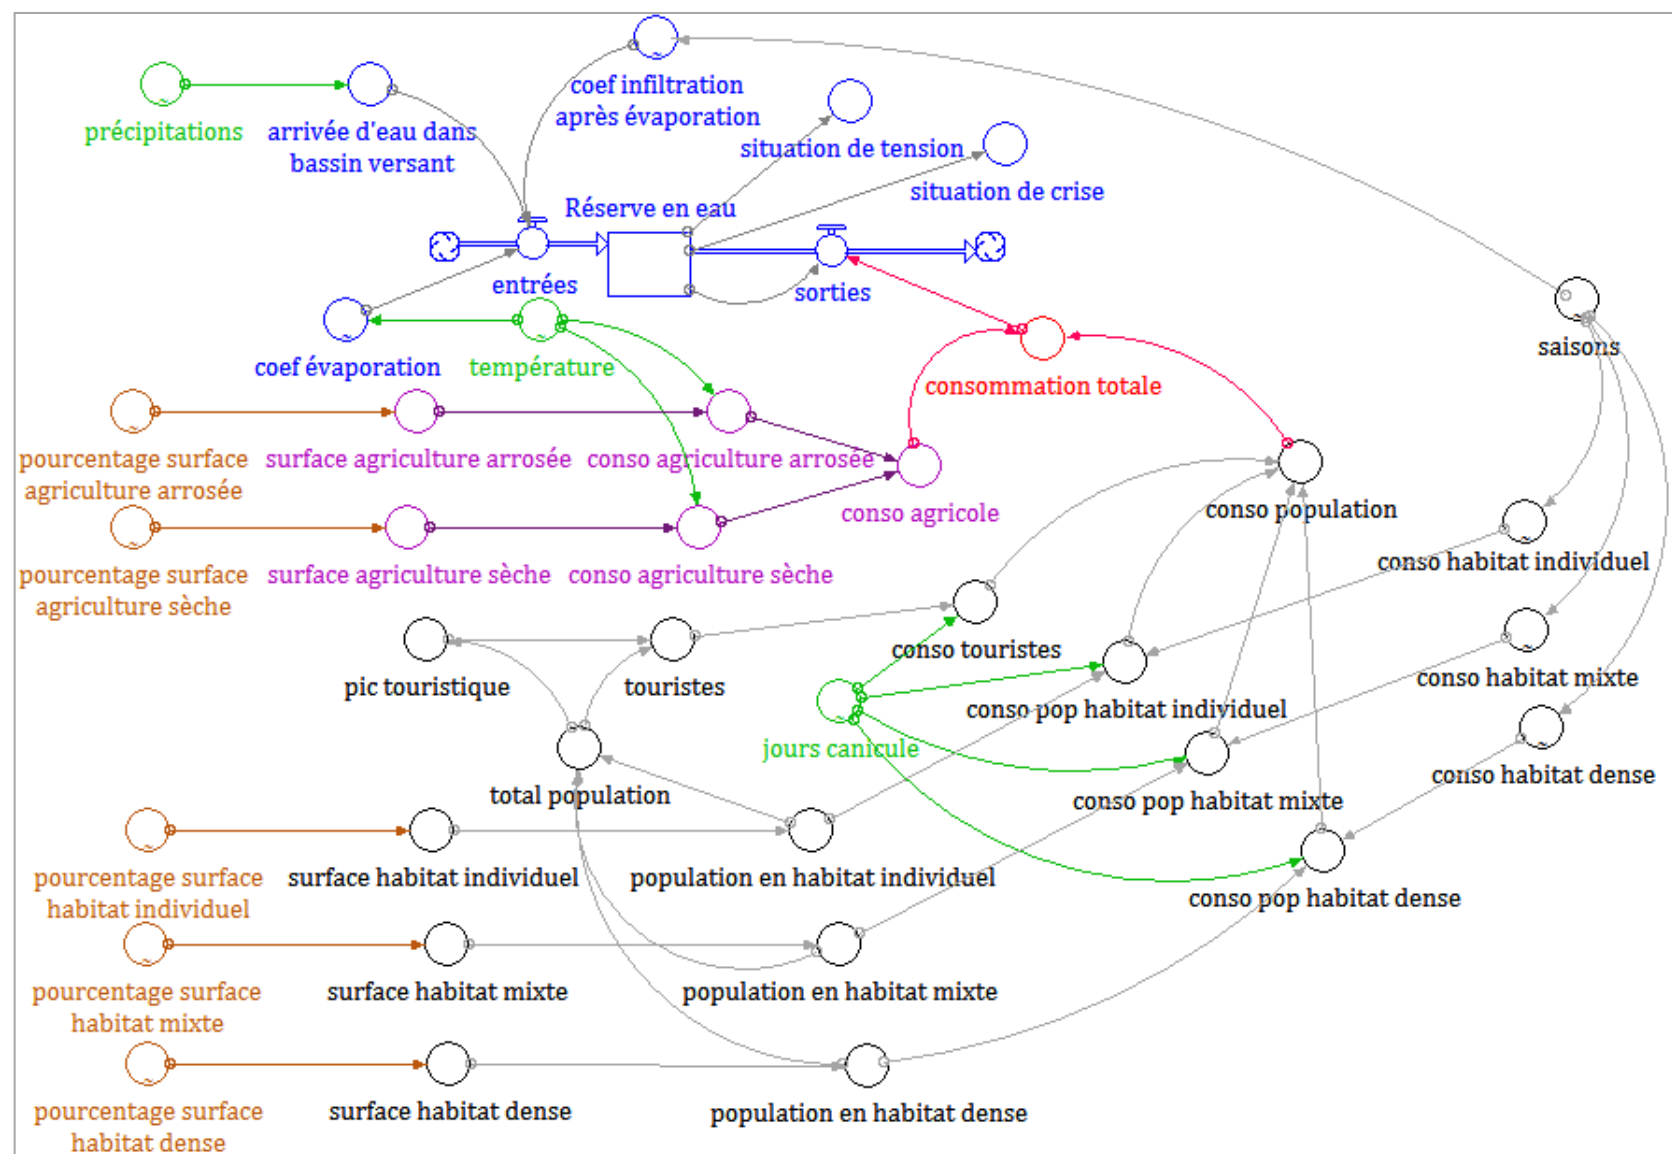 coef infiltration
après évaporation
précipitations
arrivée d'eau dans
bassin versant
situation de tension
situation de crise
Réserve en eau
entrées
sorties
saisons
coef évaporation
température
consommation totale
pourcentage surface
agriculture arrosée
surface agriculture arrosée
conso agriculture arrosée
conso agricole
conso population
conso habitat individuel
pourcentage surface
agriculture sèche
surface agriculture sèche
conso agriculture sèche
conso touristes
pic touristique
touristes
conso habitat mixte
conso pop habitat individuel
jours canicule
conso habitat dense
total population
conso pop habitat mixte
pourcentage surface
habitat individuel
surface habitat individuel
population en habitat individuel
conso pop habitat dense
pourcentage surface
habitat mixte
surface habitat mixte
population en habitat mixte
pourcentage surface
habitat dense
surface habitat dense
population en habitat dense